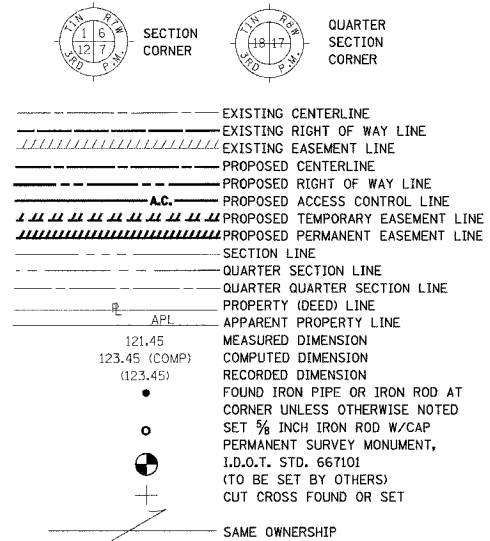 T1N R7W
1 6
12 7
3RD P.M.
SECTION
CORNER
T1N R8W
18 17
3RD P.M.
QUARTER
SECTION
CORNER
EXISTING CENTERLINE
EXISTING RIGHT OF WAY LINE
EXISTING EASEMENT LINE
PROPOSED CENTERLINE
PROPOSED RIGHT OF WAY LINE
A.C. PROPOSED ACCESS CONTROL LINE
PROPOSED TEMPORARY EASEMENT LINE
PROPOSED PERMANENT EASEMENT LINE
SECTION LINE
QUARTER SECTION LINE
QUARTER QUARTER SECTION LINE
PL PROPERTY (DEED) LINE
APL APPARENT PROPERTY LINE
121.45 MEASURED DIMENSION
123.45 (COMP) COMPUTED DIMENSION
(123.45) RECORDED DIMENSION
FOUND IRON PIPE OR IRON ROD AT
CORNER UNLESS OTHERWISE NOTED
SET 5/8 INCH IRON ROD W/CAP
PERMANENT SURVEY MONUMENT,
I.D.O.T. STD. 667101
(TO BE SET BY OTHERS)
CUT CROSS FOUND OR SET
SAME OWNERSHIP